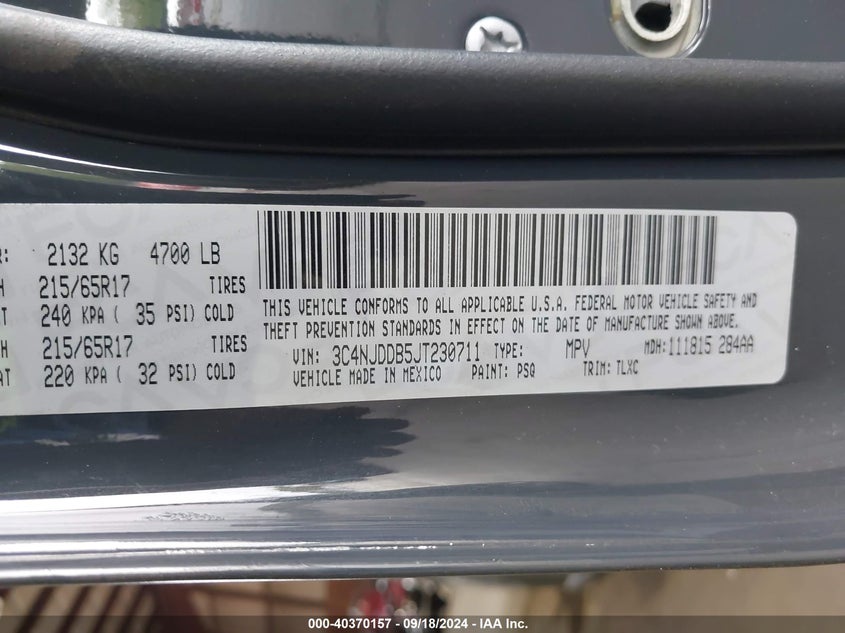 R: 2132 KG 4700 LB
H 215/65R17 TIRES
T 240 KPA ( 35 PSI) COLD
H 215/65R17 TIRES
AT 220 KPA ( 32 PSI) COLD
THIS VEHICLE CONFORMS TO ALL APPLICABLE U.S.A. FEDERAL MOTOR VEHICLE SAFETY AND
THEFT PREVENTION STANDARDS IN EFFECT ON THE DATE OF MANUFACTURE SHOWN ABOVE.
VIN: 3C4NJDDB5JT230711 TYPE: MPV MDH: 111815 284AA
VEHICLE MADE IN MEXICO PAINT: PSQ TRIM: TLXC
000-40370157 - 09/18/2024 - IAA Inc.